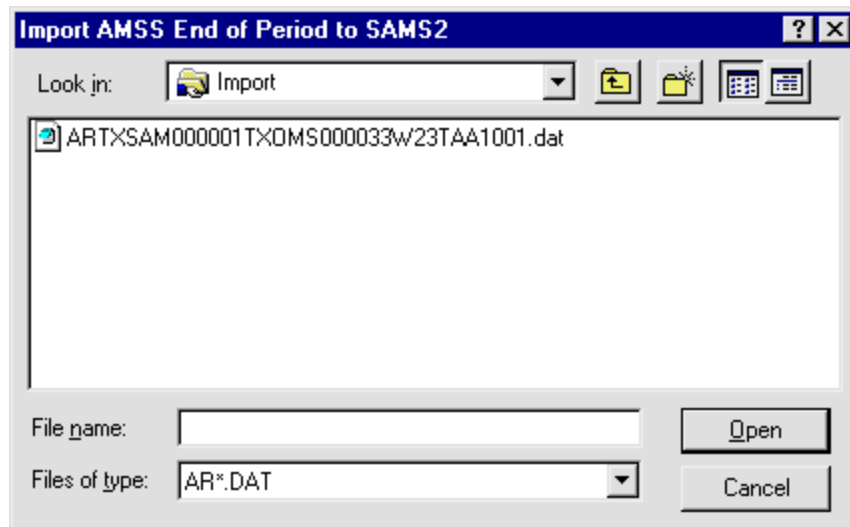 Import AMSS End of Period to SAMS2
Look in: Import
ARTXSAM000001TXOMS000033W23TAA1001.dat
File name: Open
Files of type: AR*.DAT Cancel